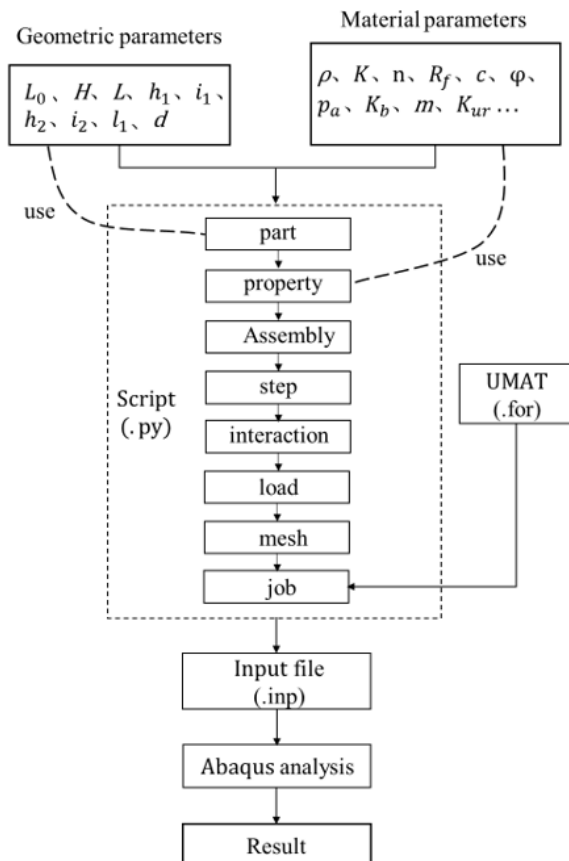 Geometric parameters
Material parameters
L₀ 、 H、 L、 h₁ 、 i₁ 、
h₂ 、 i₂ 、 l₁ 、 d
ρ、 K、 n、 R_f、 c、 φ、
p_a、 K_b、 m、 K_ur …
use
use
part
property
Assembly
step
interaction
load
mesh
job
Script
(.py)
UMAT
(.for)
Input file
(.inp)
Abaqus analysis
Result